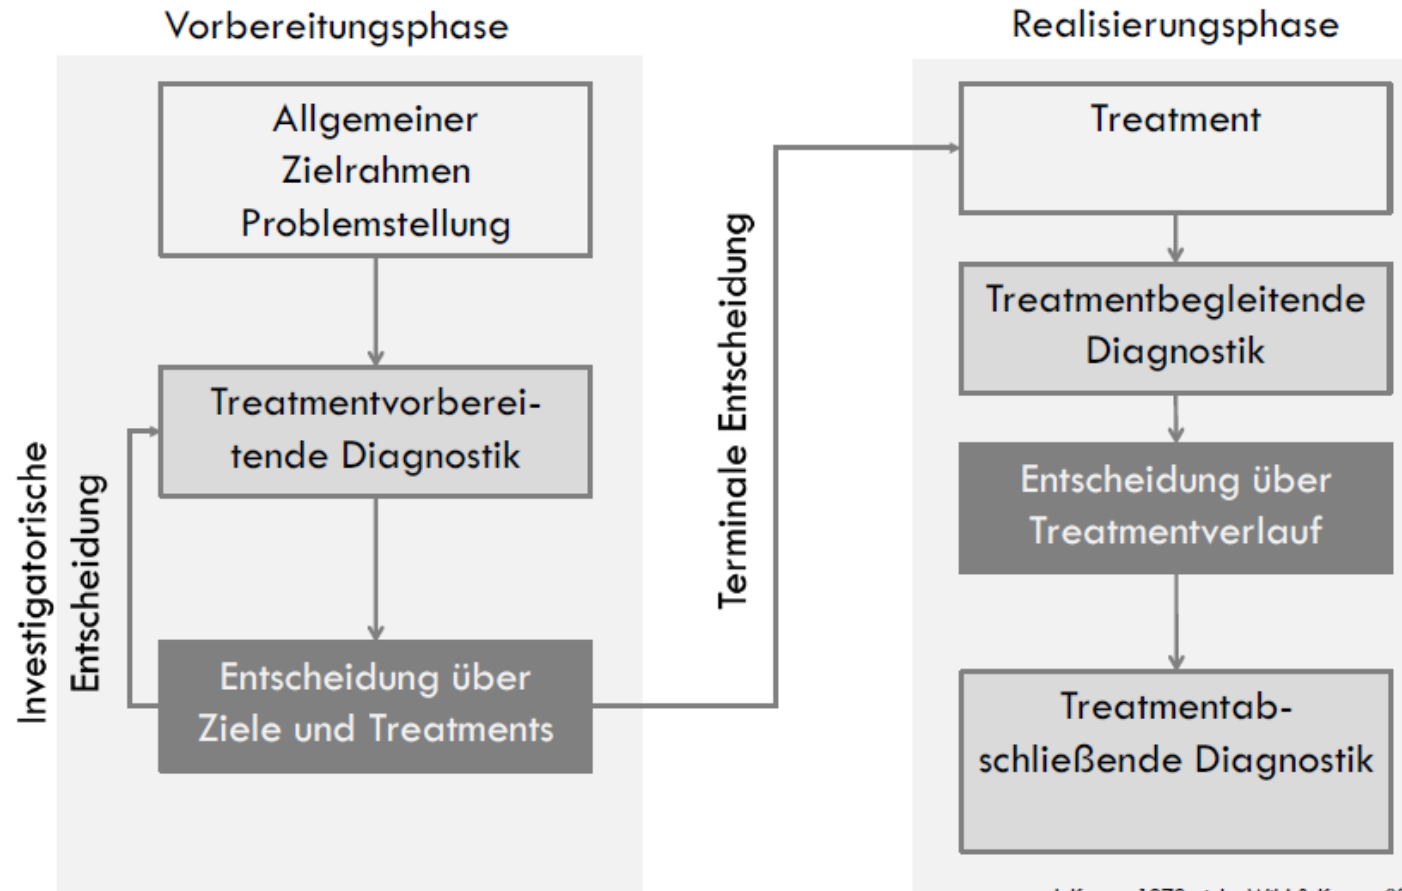 Vorbereitungsphase
Allgemeiner
Zielrahmen
Problemstellung
Treatmentvorberei-
tende Diagnostik
Entscheidung über
Ziele und Treatments
Investigatorische
Entscheidung
Terminale Entscheidung
Realisierungsphase
Treatment
Treatmentbegleitende
Diagnostik
Entscheidung über
Treatmentverlauf
Treatmentab-
schließende Diagnostik